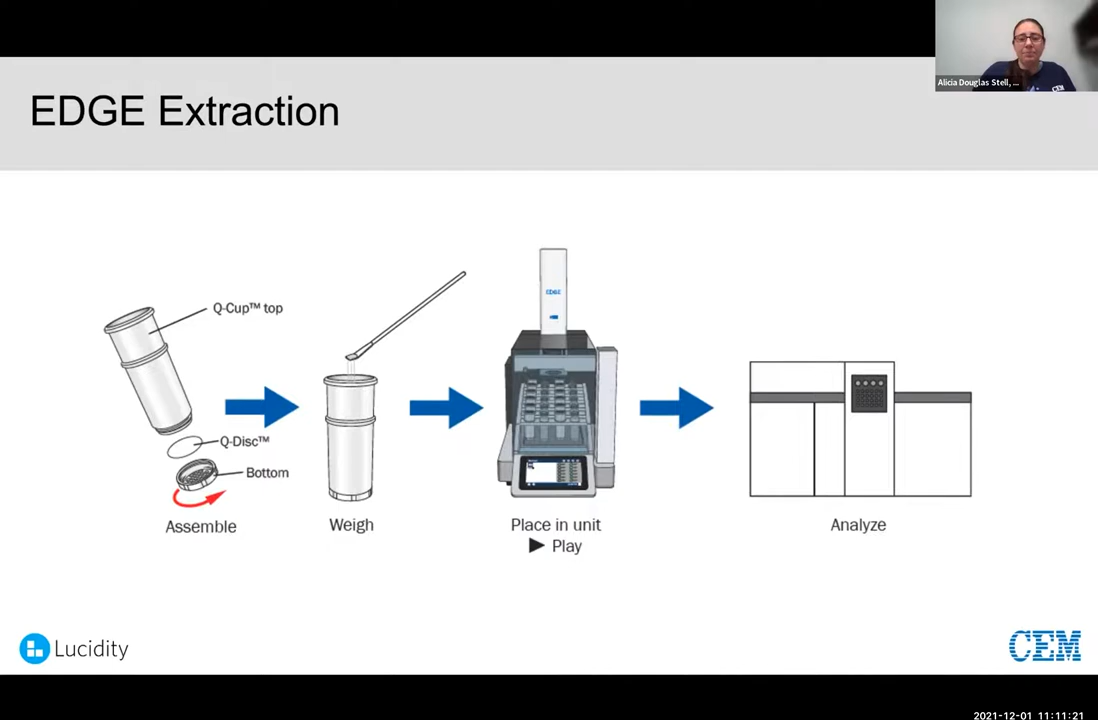 Alicia Douglas Stell, ...
EDGE Extraction
EDGE
Q-Cup™ top
Q-Disc™
Bottom
Assemble
Weigh
Place in unit
▶ Play
Analyze
Lucidity
CEM
2021-12-01 11:11:21